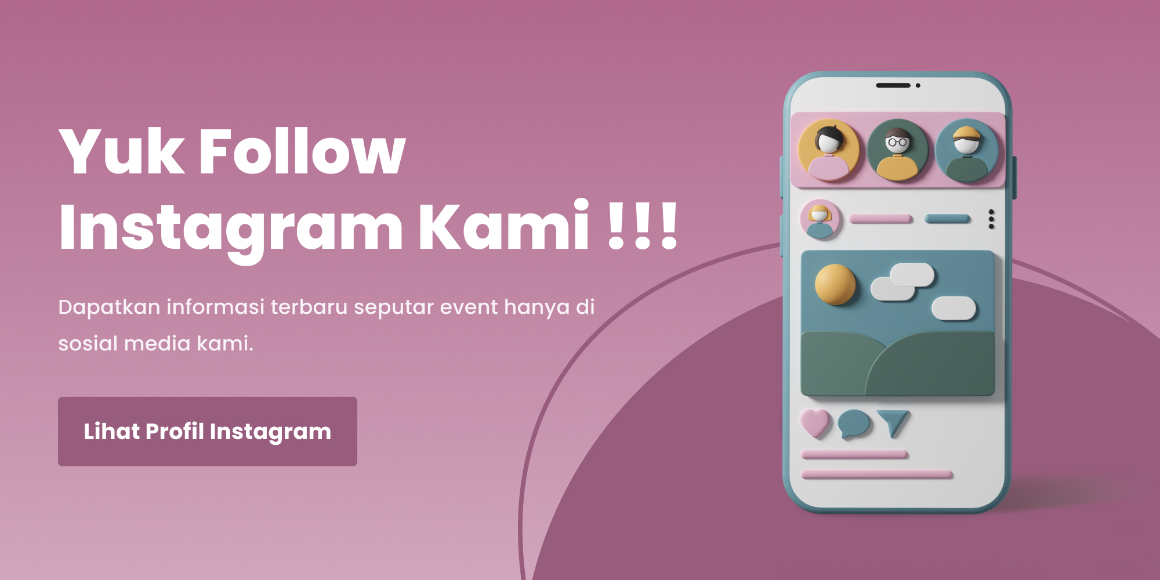 Yuk Follow
Instagram Kami !!!
Dapatkan informasi terbaru seputar event hanya di
sosial media kami.
Lihat Profil Instagram